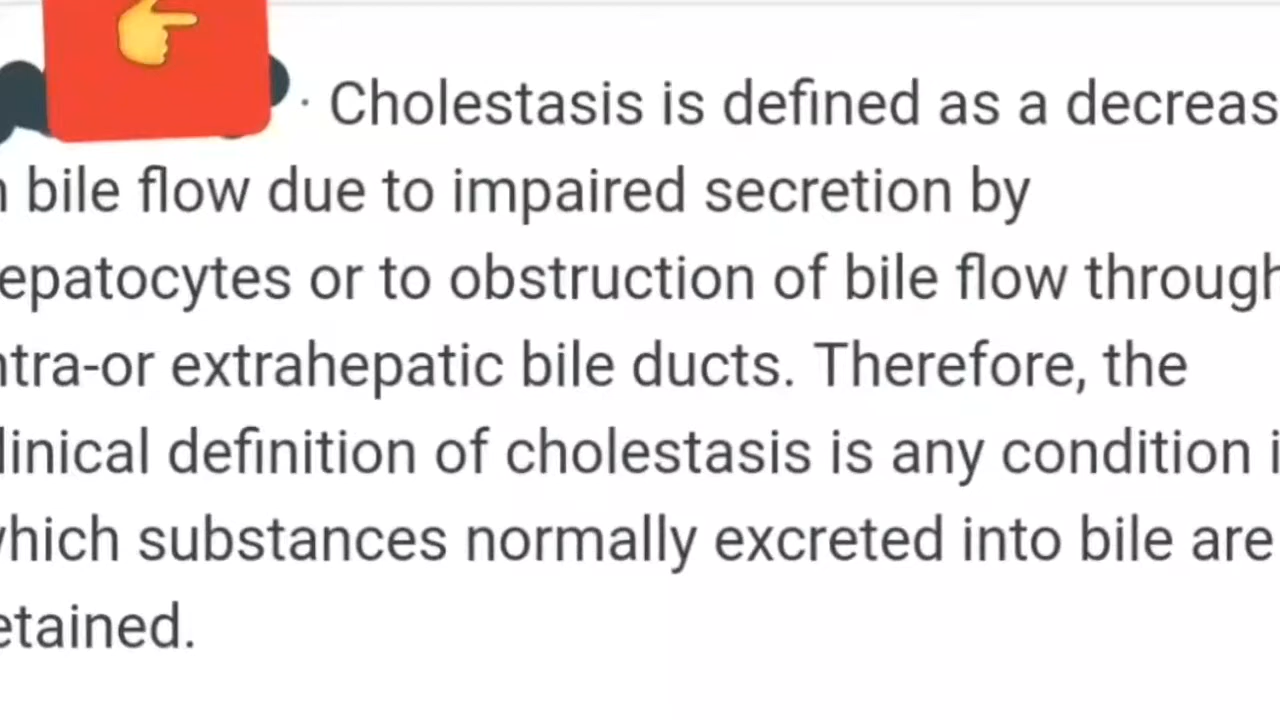 · Cholestasis is defined as a decreas
bile flow due to impaired secretion by
epatocytes or to obstruction of bile flow through
ntra-or extrahepatic bile ducts. Therefore, the
linical definition of cholestasis is any condition i
which substances normally excreted into bile are
etained.